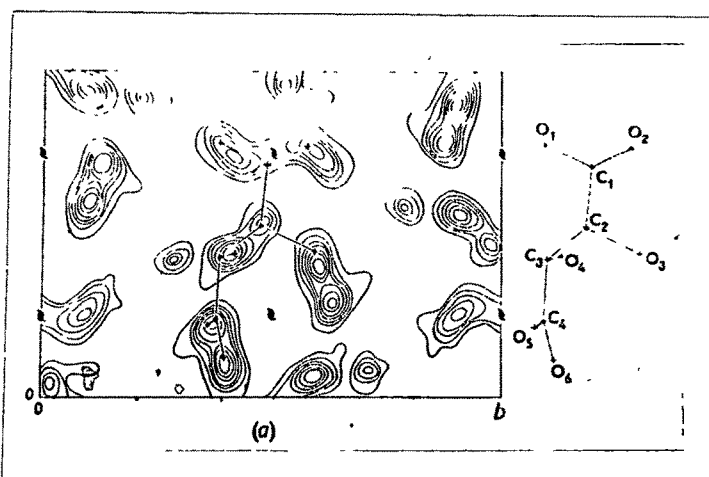 O₁ O₂
C₁
C₂
C₃ O₄ O₃
C₄
O₅
O₆
0
0 b
(a)